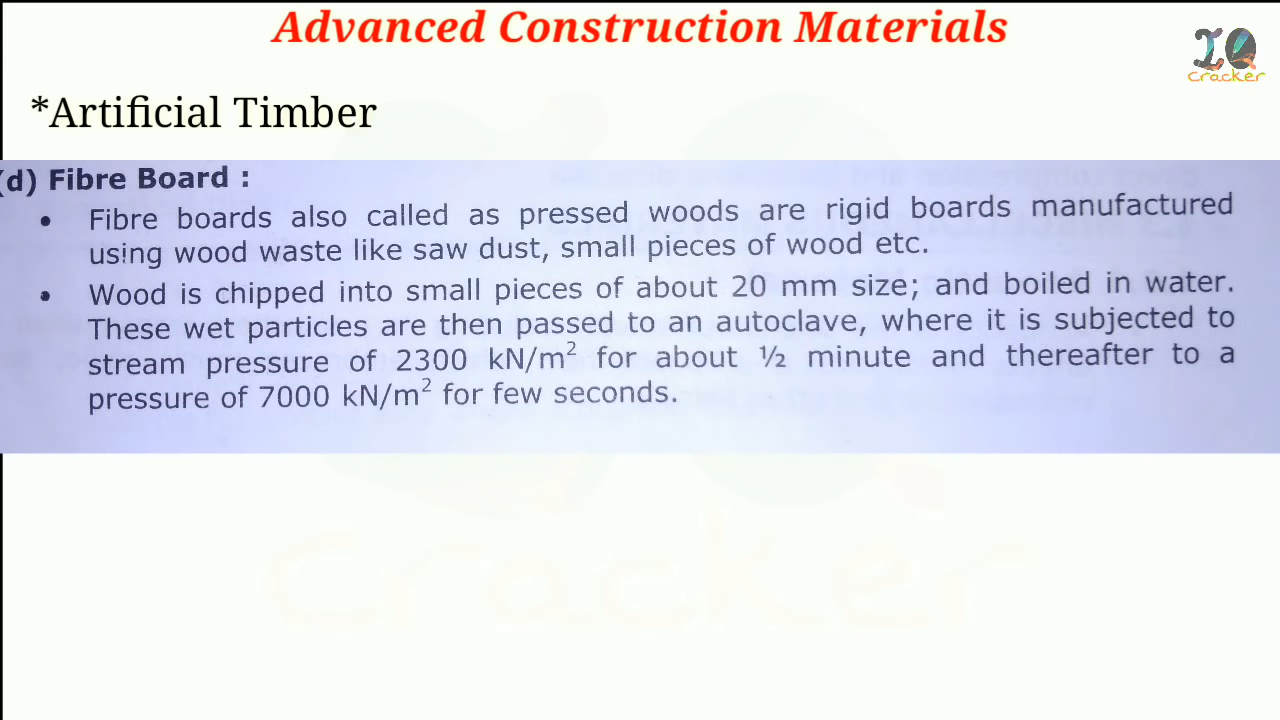 Advanced Construction Materials
IQ
Cracker
*Artificial Timber
(d) Fibre Board :
• Fibre boards also called as pressed woods are rigid boards manufactured
using wood waste like saw dust, small pieces of wood etc.
• Wood is chipped into small pieces of about 20 mm size; and boiled in water.
These wet particles are then passed to an autoclave, where it is subjected to
stream pressure of 2300 kN/m² for about ½ minute and thereafter to a
pressure of 7000 kN/m² for few seconds.
Cracker